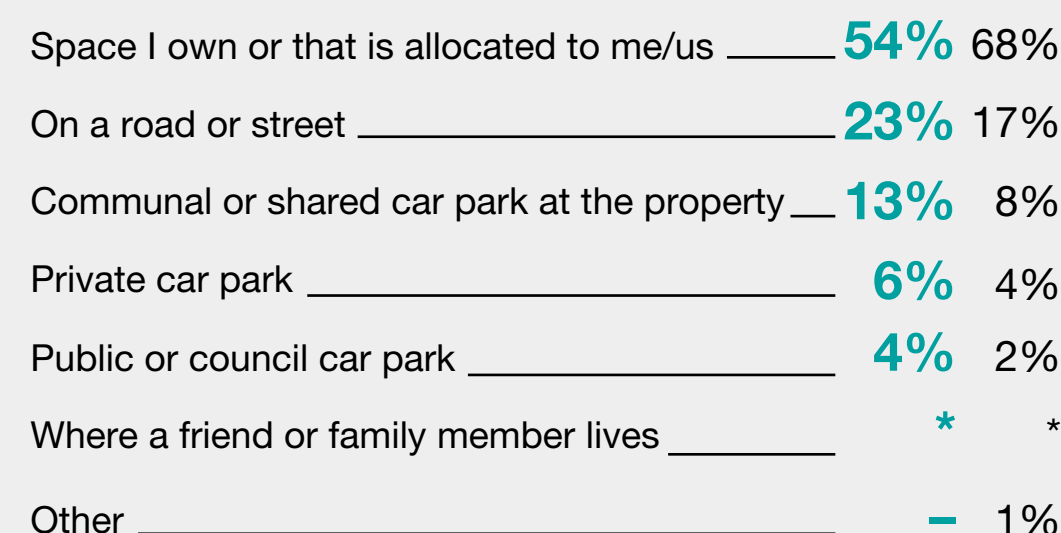 Space I own or that is allocated to me/us 54% 68%
On a road or street 23% 17%
Communal or shared car park at the property 13% 8%
Private car park 6% 4%
Public or council car park 4% 2%
Where a friend or family member lives * *
Other – 1%